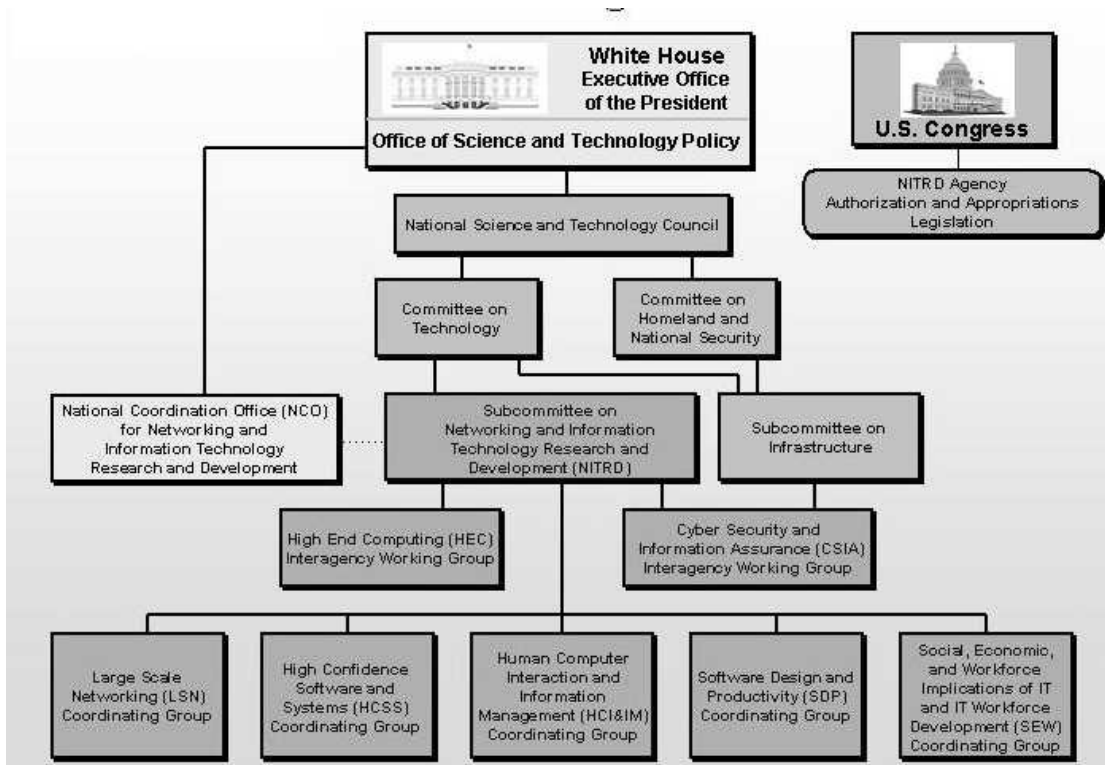 White House
Executive Office
of the President
Office of Science and Technology Policy
U.S. Congress
NITRD Agency
Authorization and Appropriations
Legislation
National Science and Technology Council
Committee on
Technology
Committee on
Homeland and
National Security
National Coordination Office (NCO)
for Networking and
Information Technology
Research and Development
Subcommittee on
Networking and Information
Technology Research and
Development (NITRD)
Subcommittee on
Infrastructure
High End Computing (HEC)
Interagency Working Group
Cyber Security and
Information Assurance (CSIA)
Interagency Working Group
Large Scale
Networking (LSN)
Coordinating Group
High Confidence
Software and
Systems (HCSS)
Coordinating Group
Human Computer
Interaction and
Information
Management (HCI&IM)
Coordinating Group
Software Design and
Productivity (SDP)
Coordinating Group
Social, Economic,
and Workforce
Implications of IT
and IT Workforce
Development (SEW)
Coordinating Group